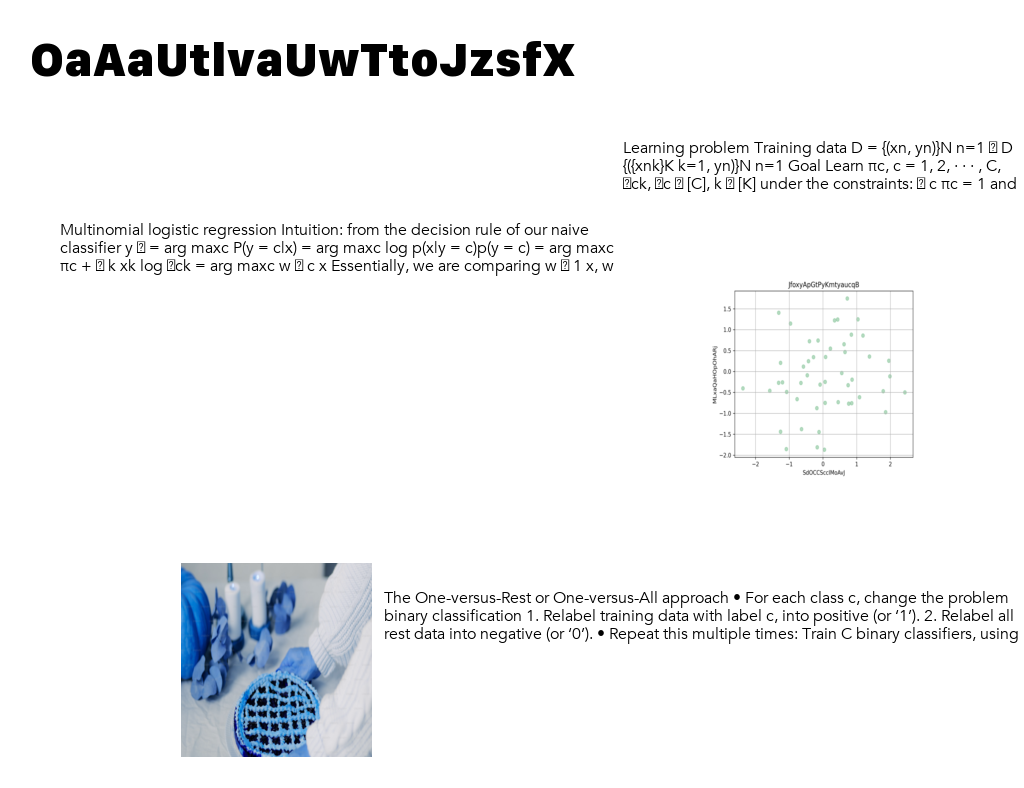 OaAaUtlvaUwTtoJzsfX
Learning problem Training data D = {(xn, yn)}N n=1 ⍰ D
{({xnk}K k=1, yn)}N n=1 Goal Learn πc, c = 1, 2, · · · , C,
⍰ck, ⍰c ⍰ [C], k ⍰ [K] under the constraints: ⍰ c πc = 1 and
Multinomial logistic regression Intuition: from the decision rule of our naive
classifier y ⍰ = arg maxc P(y = c|x) = arg maxc log p(x|y = c)p(y = c) = arg maxc
πc + ⍰ k xk log ⍰ck = arg maxc w ⍰ c x Essentially, we are comparing w ⍰ 1 x, w
JfoxyApGtPyKmtyaucqB
1.5
1.0
0.5
0.0
−0.5
−1.0
−1.5
−2.0
−2 −1 0 1 2
The One-versus-Rest or One-versus-All approach • For each class c, change the problem
binary classification 1. Relabel training data with label c, into positive (or ‘1’). 2. Relabel all
rest data into negative (or ‘0’). • Repeat this multiple times: Train C binary classifiers, using